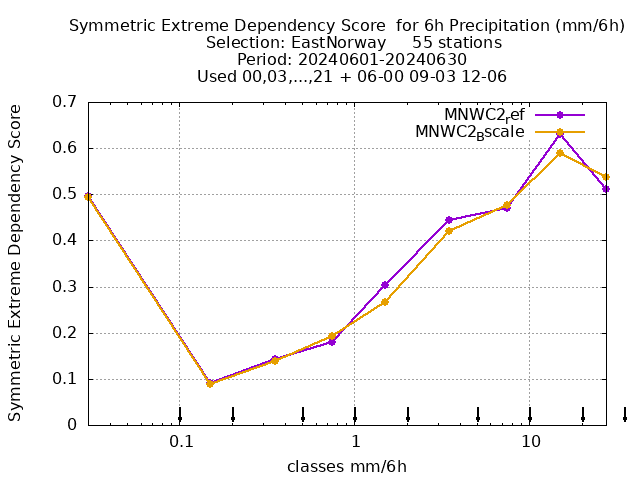 Symmetric Extreme Dependency Score  for 6h Precipitation (mm/6h)
Selection: EastNorway     55 stations
Period: 20240601-20240630
Used 00,03,...,21 + 06-00 09-03 12-06
Symmetric Extreme Dependency Score
0.7
0.6
0.5
0.4
0.3
0.2
0.1
0
MNWC2ref
MNWC2Bscale
0.1
1
10
classes mm/6h